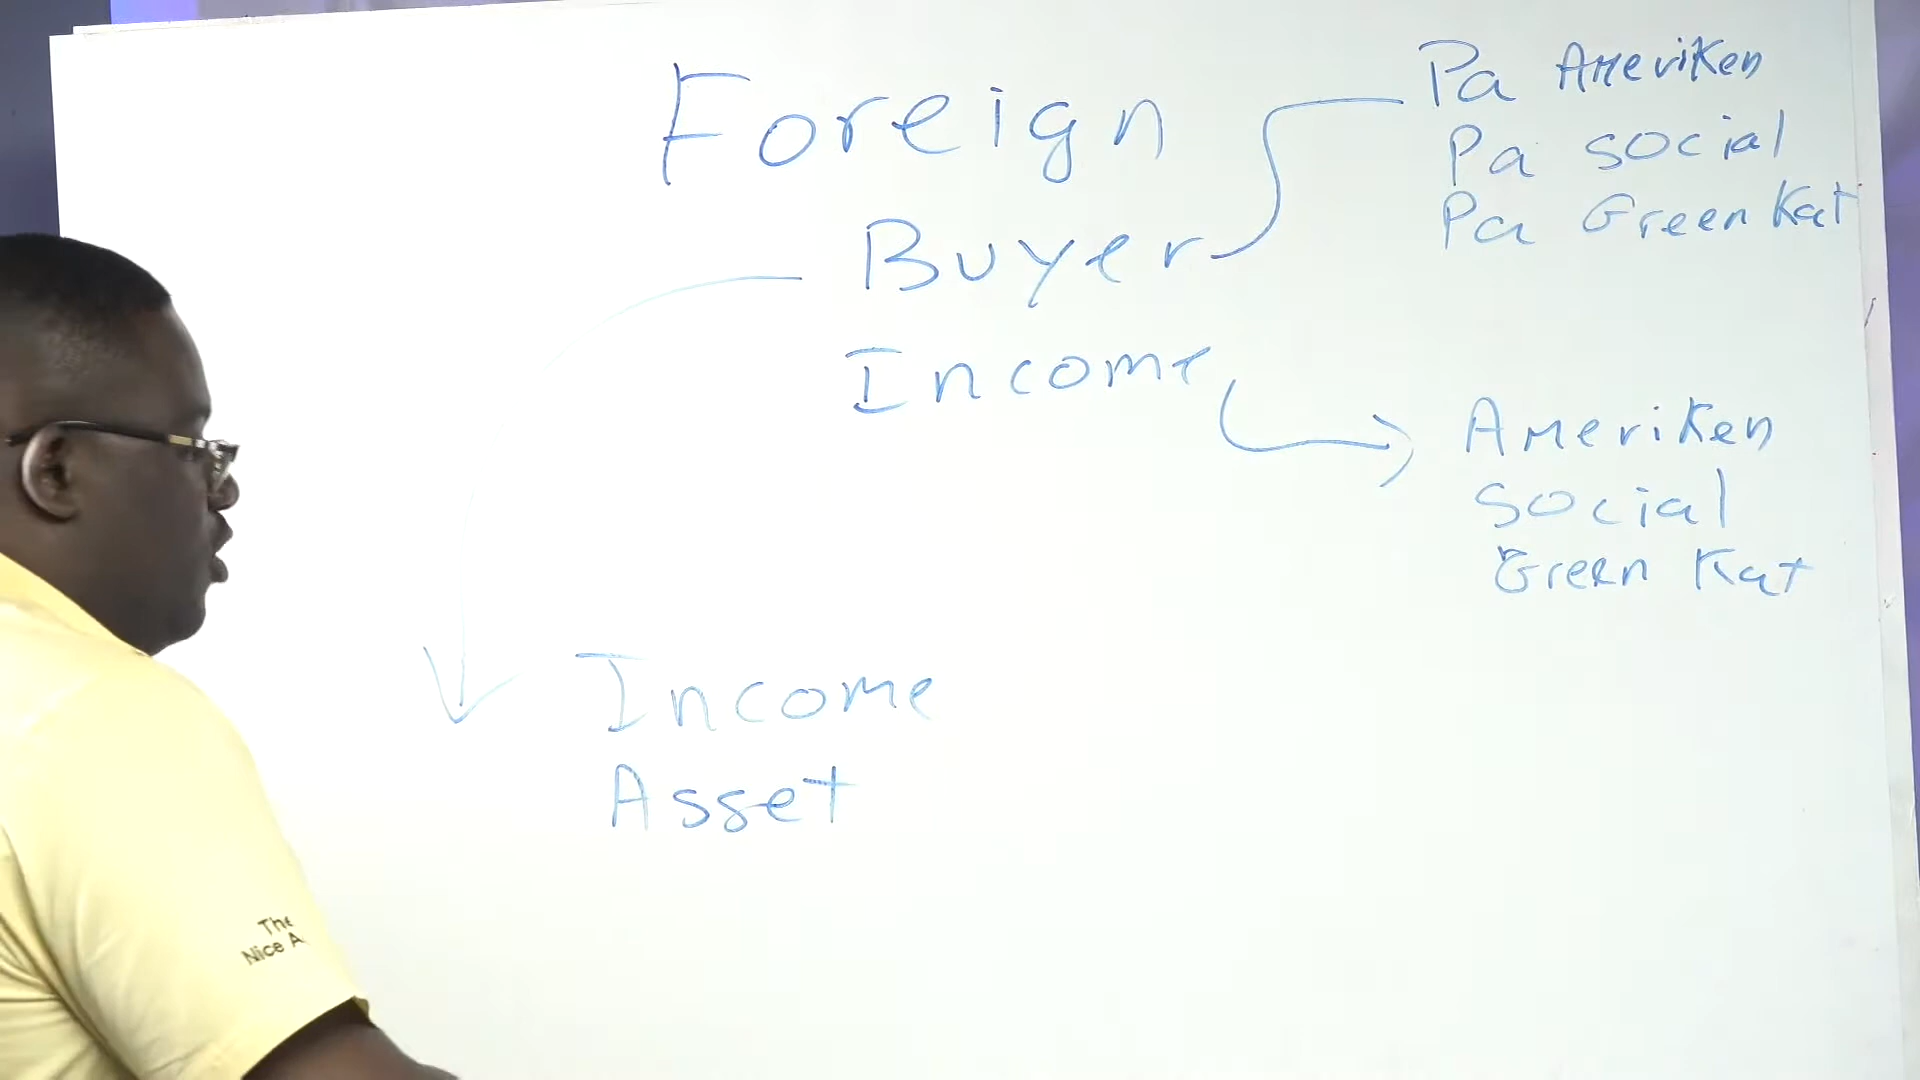 Foreign
Buyer
Income
Pa Ameriken
Pa social
Pa Green Kat
Ameriken
Social
Green Kat
Income
Asset
The
Nice A